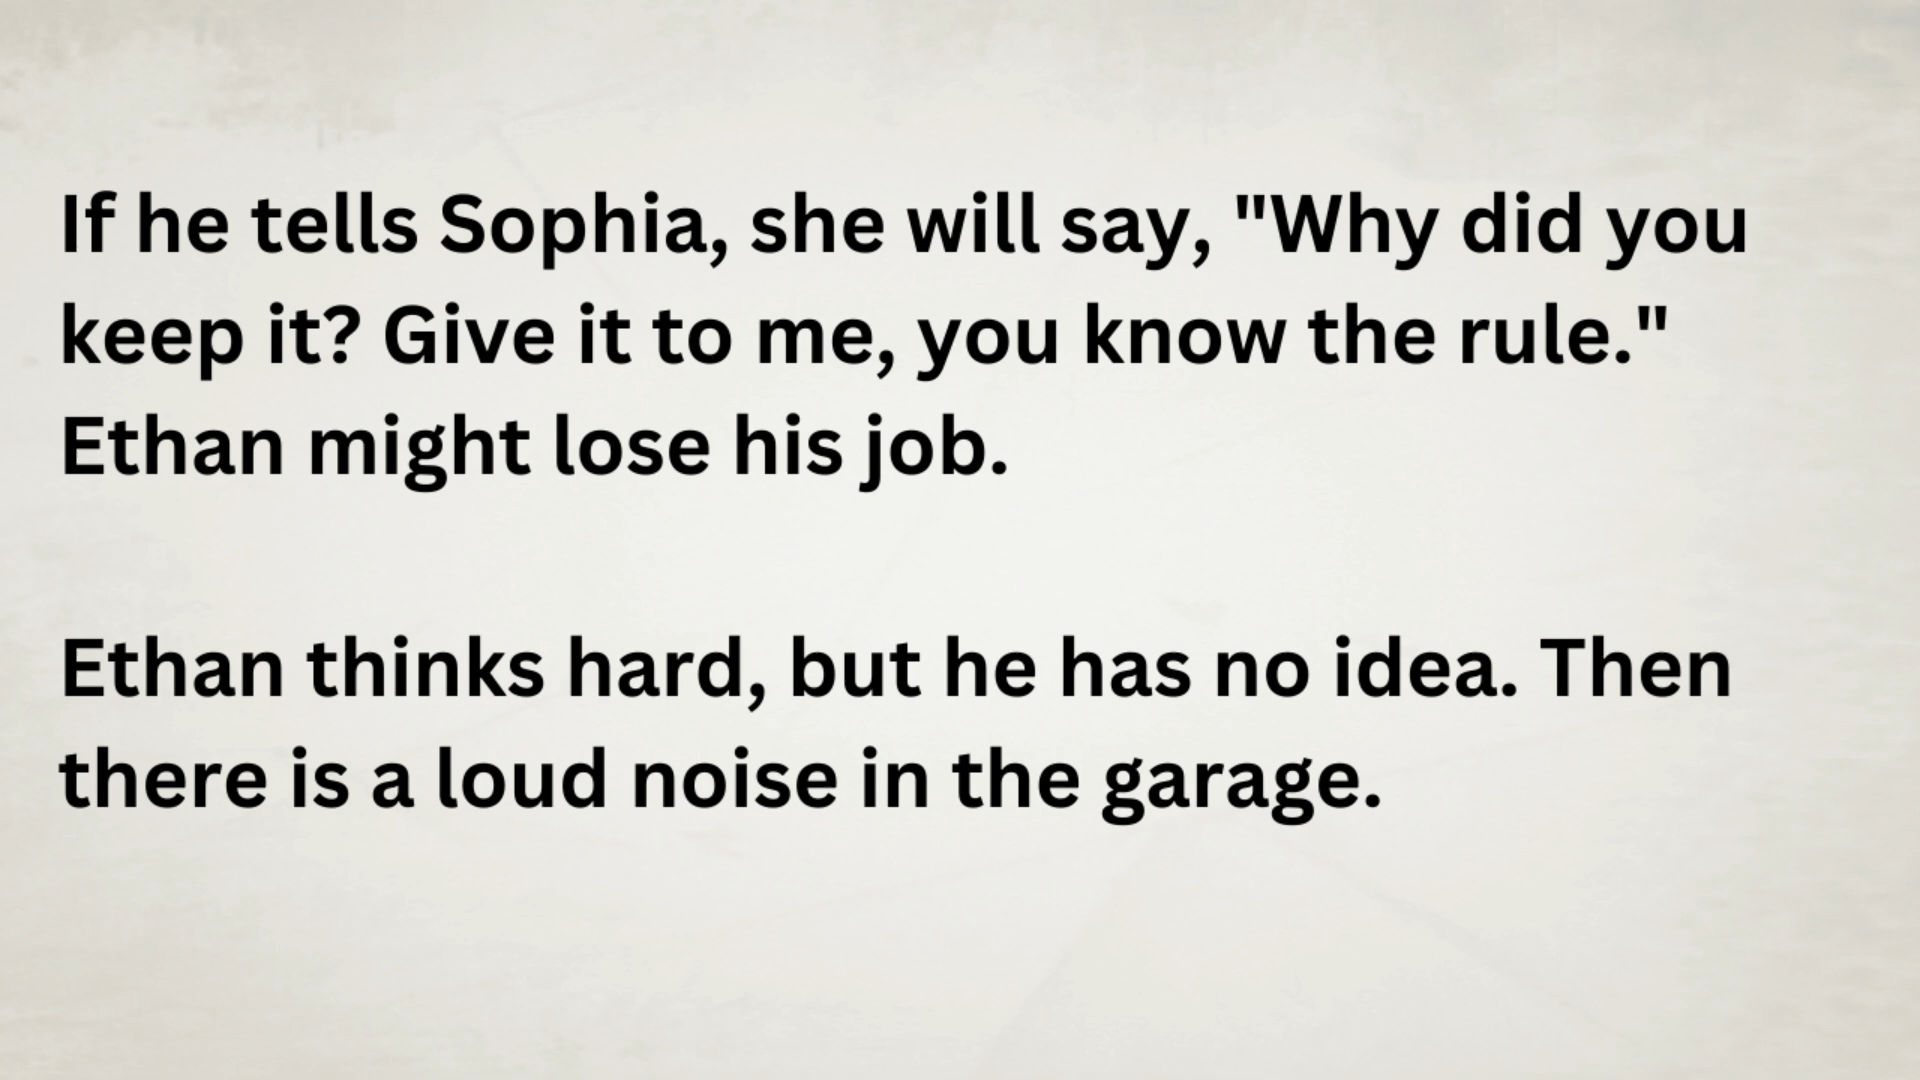 If he tells Sophia, she will say, "Why did you
keep it? Give it to me, you know the rule."
Ethan might lose his job.
Ethan thinks hard, but he has no idea. Then
there is a loud noise in the garage.